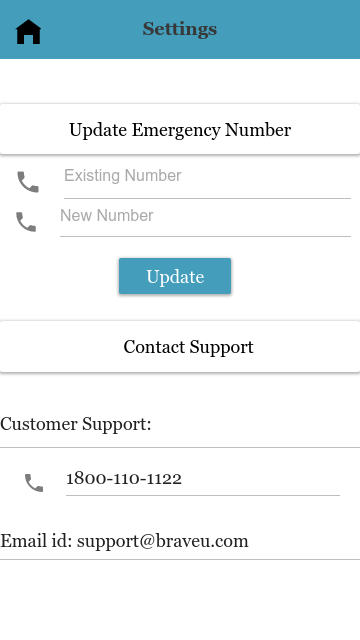 Settings
Update Emergency Number
Existing Number
New Number
Update
Contact Support
Customer Support:
1800-110-1122
Email id: support@braveu.com